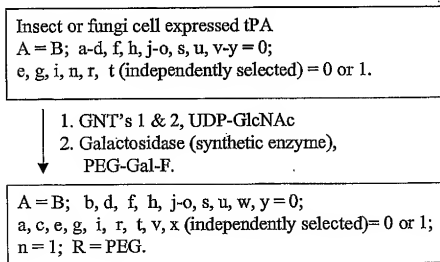 Insect or fungi cell expressed tPA
A = B; a-d, f, h, j-o, s, u, v-y = 0;
e, g, i, n, r, t (independently selected) = 0 or 1.
1. GNT's 1 & 2, UDP-GlcNAc
2. Galactosidase (synthetic enzyme),
PEG-Gal-F.
A = B; b, d, f, h, j-o, s, u, w, y = 0;
a, c, e, g, i, r, t, v, x (independently selected)= 0 or 1;
n = 1; R = PEG.